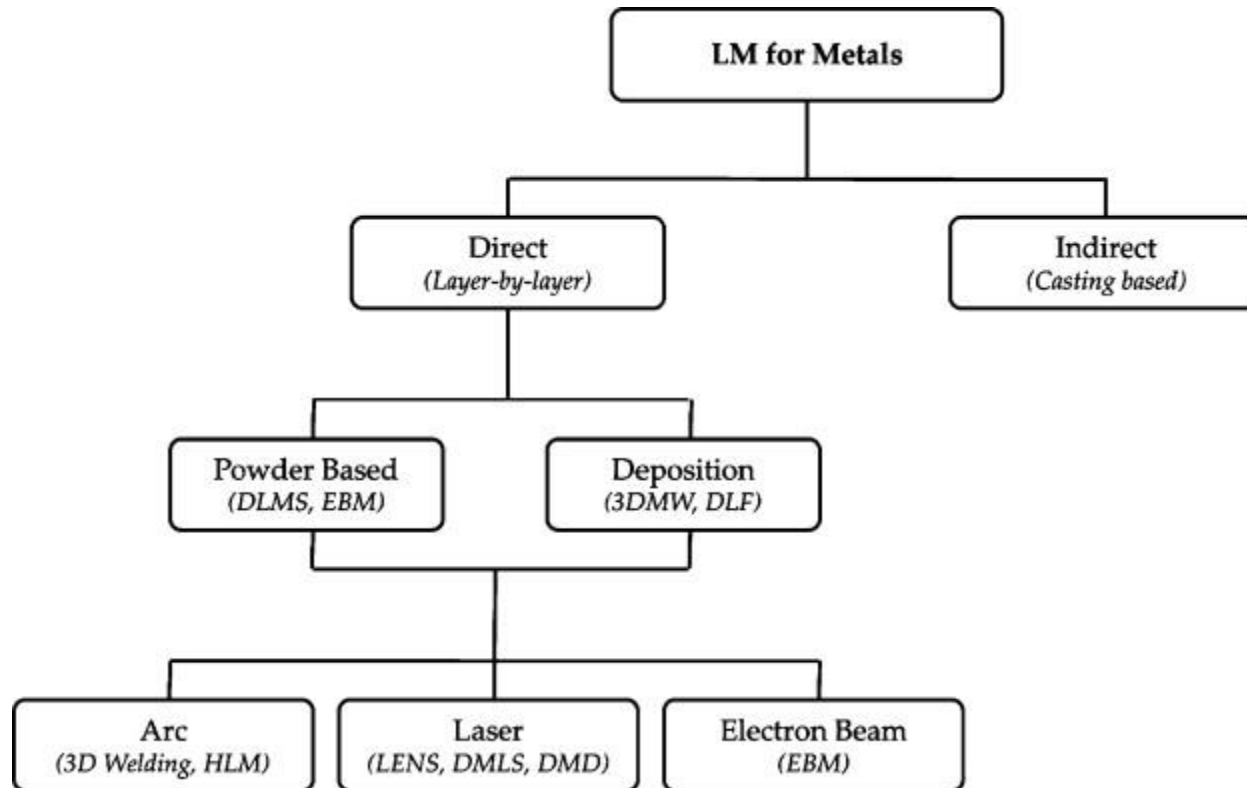 LM for Metals
Direct
(Layer-by-layer)
Indirect
(Casting based)
Powder Based
(DLMS, EBM)
Deposition
(3DMW, DLF)
Arc
(3D Welding, HLM)
Laser
(LENS, DMLS, DMD)
Electron Beam
(EBM)